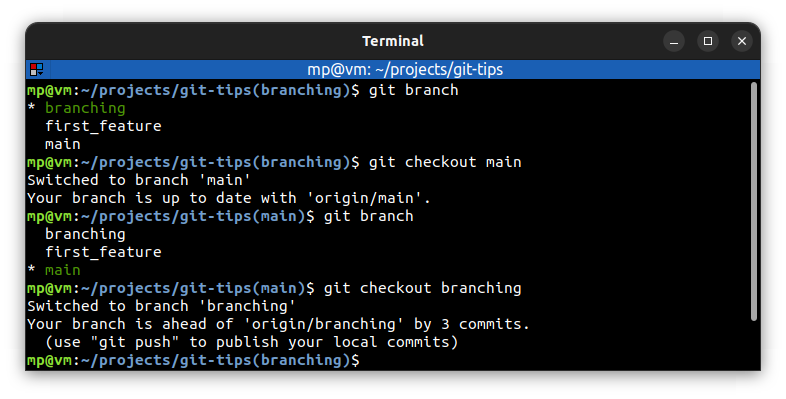 Terminal
mp@vm: ~/projects/git-tips
mp@vm:~/projects/git-tips(branching)$ git branch
* branching
  first_feature
  main
mp@vm:~/projects/git-tips(branching)$ git checkout main
Switched to branch 'main'
Your branch is up to date with 'origin/main'.
mp@vm:~/projects/git-tips(main)$ git branch
  branching
  first_feature
* main
mp@vm:~/projects/git-tips(main)$ git checkout branching
Switched to branch 'branching'
Your branch is ahead of 'origin/branching' by 3 commits.
  (use "git push" to publish your local commits)
mp@vm:~/projects/git-tips(branching)$